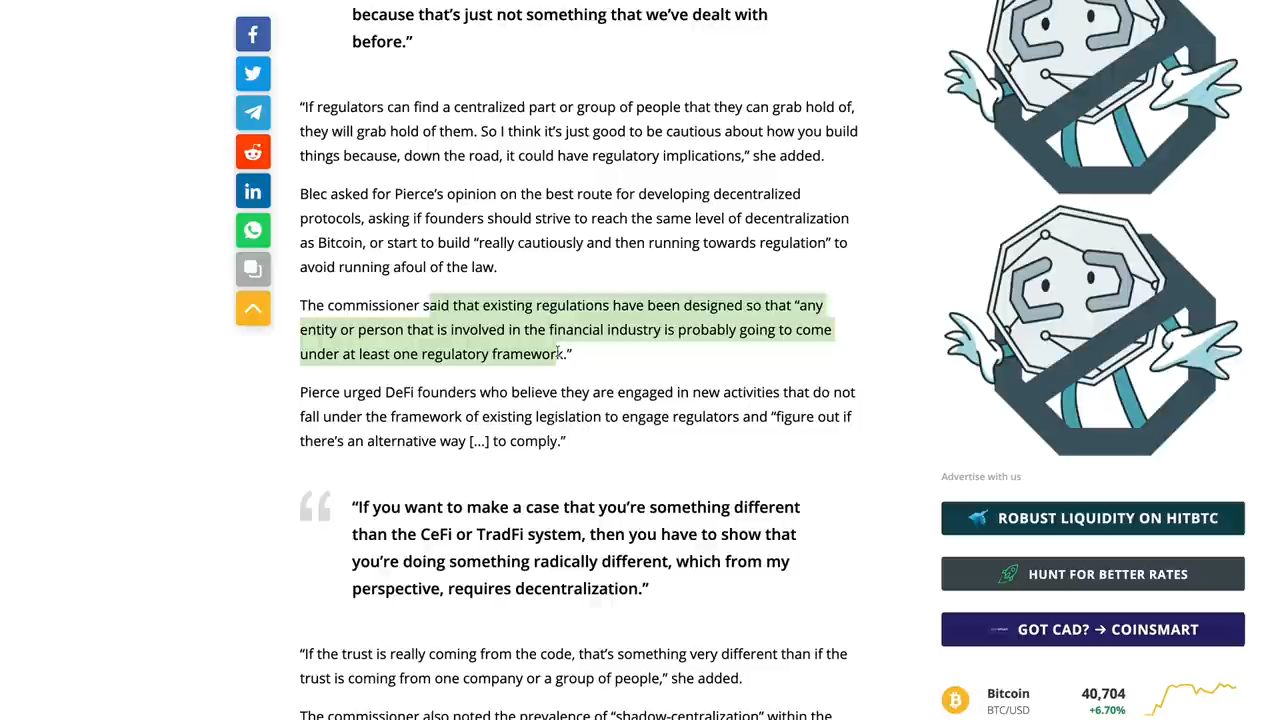 because that’s just not something that we’ve dealt with
before.”
“If regulators can find a centralized part or group of people that they can grab hold of,
they will grab hold of them. So I think it’s just good to be cautious about how you build
things because, down the road, it could have regulatory implications,” she added.
Blec asked for Pierce’s opinion on the best route for developing decentralized
protocols, asking if founders should strive to reach the same level of decentralization
as Bitcoin, or start to build “really cautiously and then running towards regulation” to
avoid running afoul of the law.
The commissioner said that existing regulations have been designed so that “any
entity or person that is involved in the financial industry is probably going to come
under at least one regulatory framework.”
Pierce urged DeFi founders who believe they are engaged in new activities that do not
fall under the framework of existing legislation to engage regulators and “figure out if
there’s an alternative way [...] to comply.”
“If you want to make a case that you’re something different
than the CeFi or TradFi system, then you have to show that
you’re doing something radically different, which from my
perspective, requires decentralization.”
“If the trust is really coming from the code, that’s something very different than if the
trust is coming from one company or a group of people,” she added.
The commissioner also noted the prevalence of “shadow-centralization” within the
Advertise with us
ROBUST LIQUIDITY ON HITBTC
HUNT FOR BETTER RATES
GOT CAD? → COINSMART
Bitcoin 40,704
BTC/USD +6.70%